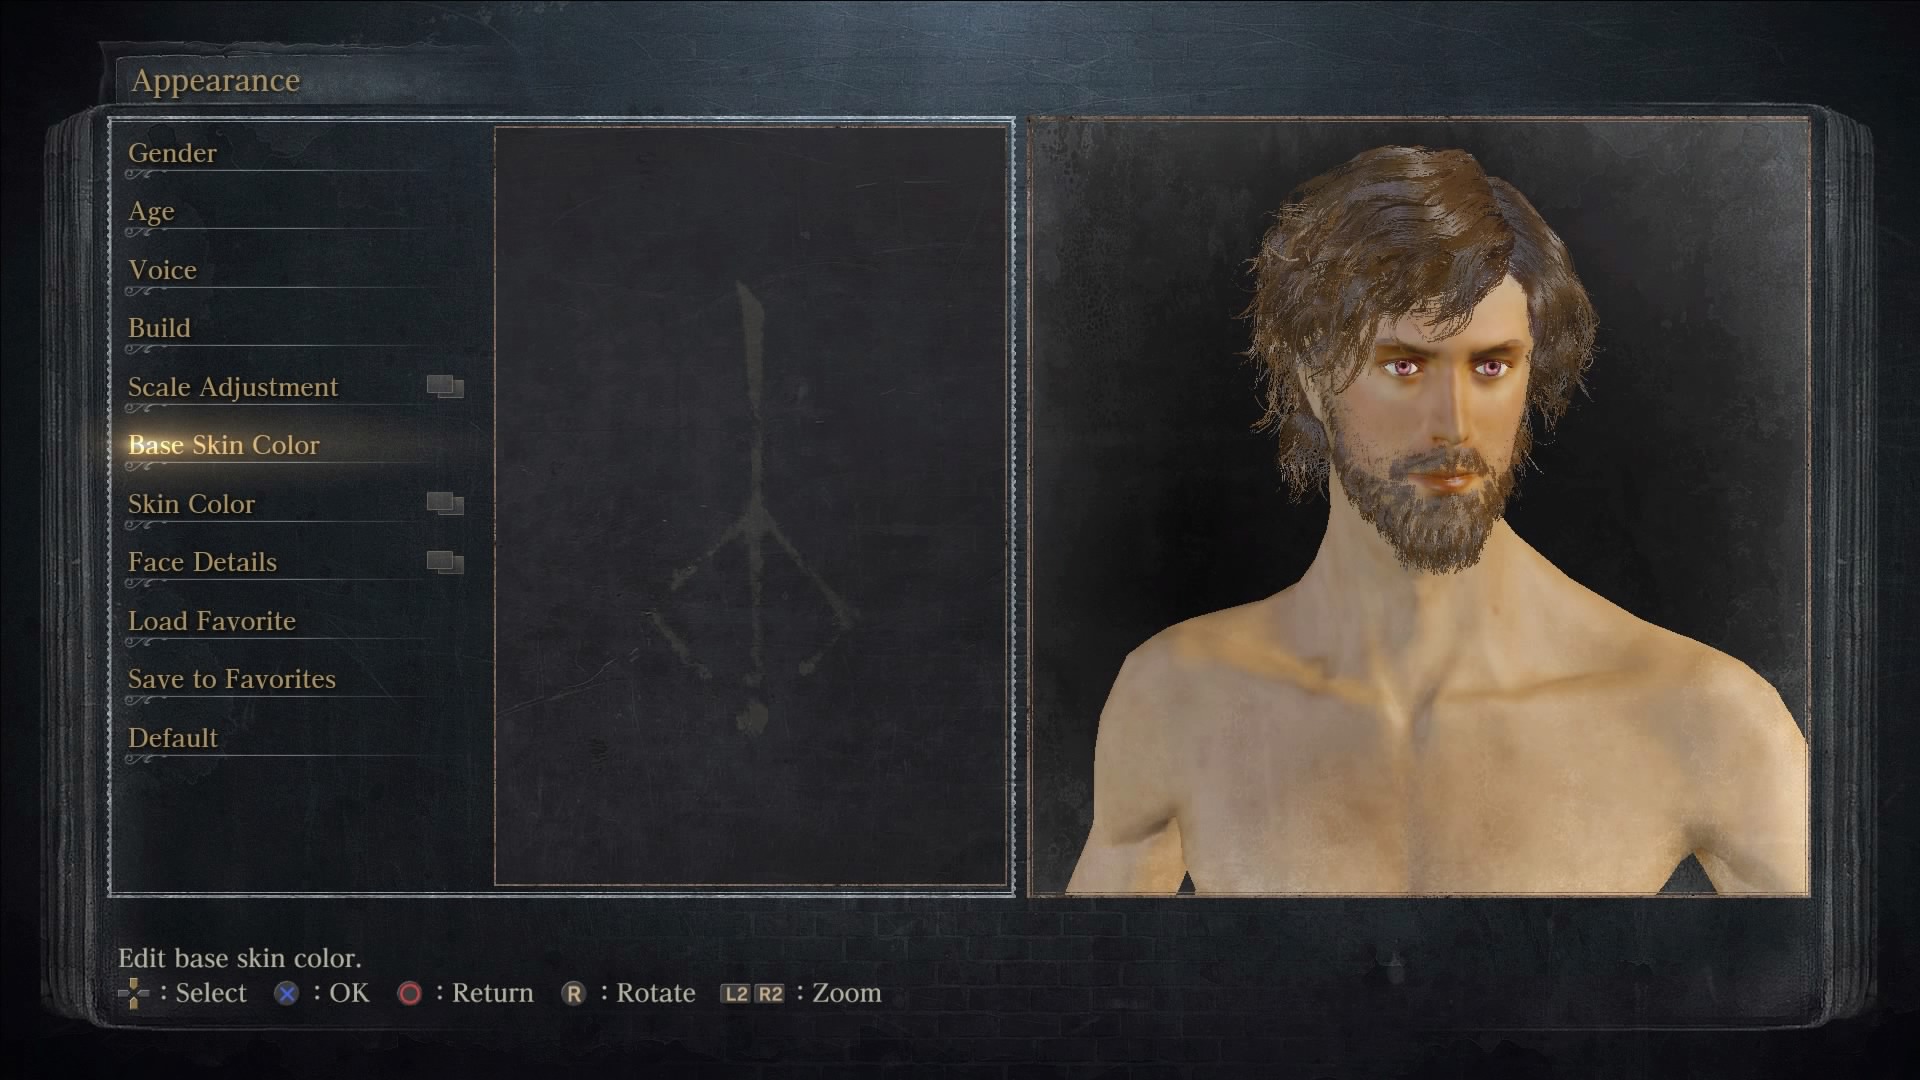 Appearance
Gender
Age
Voice
Build
Scale Adjustment
Base Skin Color
Skin Color
Face Details
Load Favorite
Save to Favorites
Default
Edit base skin color.
: Select : OK : Return R : Rotate L2 R2 : Zoom